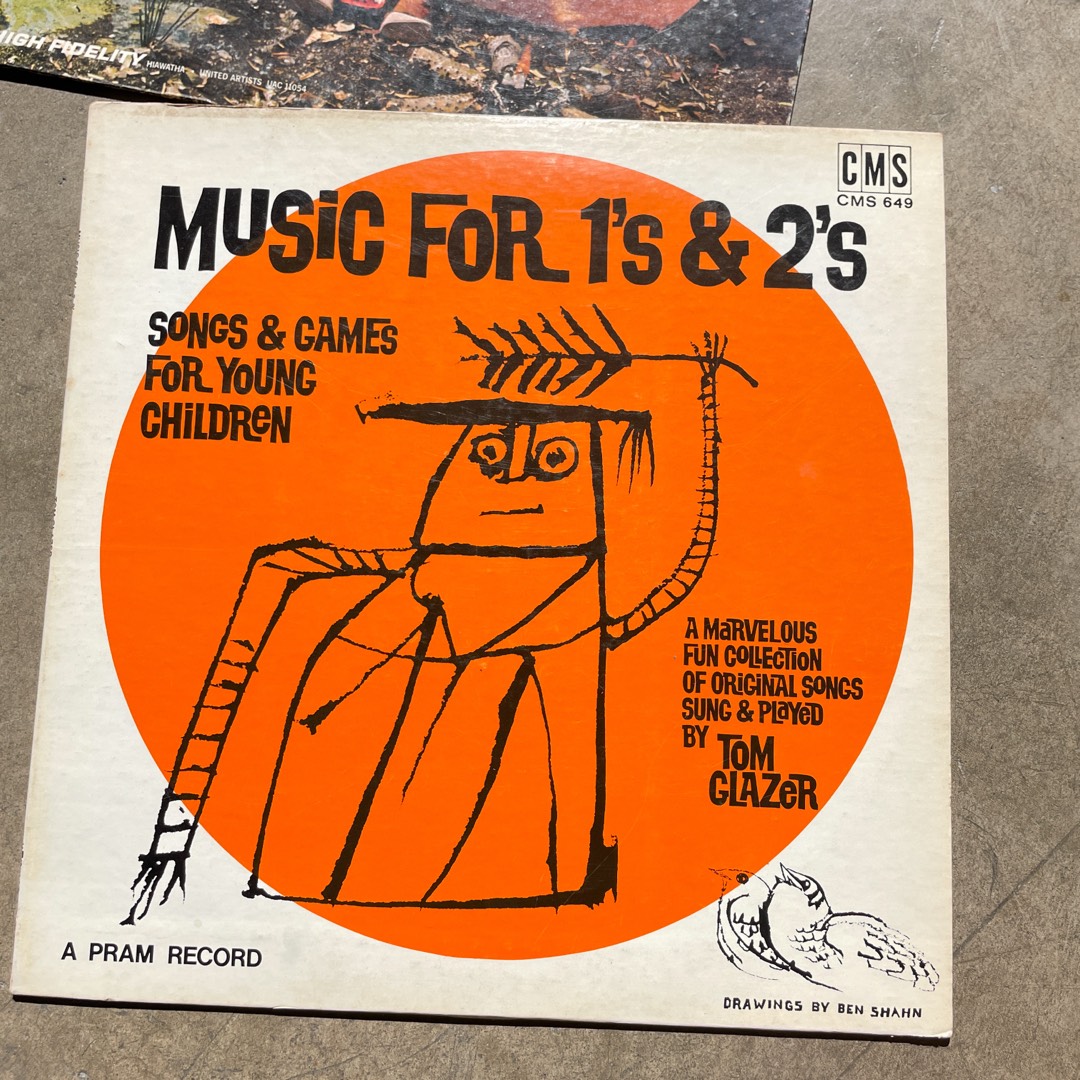 HIGH FIDELITY HIAWATHA UNITED ARTISTS UAC 11054
CMS
CMS 649
MUSiC FOR 1's & 2's
SONGS & GAMES
FOR YOUNG
CHiLDReN
A MaRVELOUS
FUN COLLECTiON
OF ORiGiNAL SONGS
SUNG & PLaYeD
BY TOM
GLAZeR
A PRAM RECORD
DRAWINGS BY BEN SHAHN